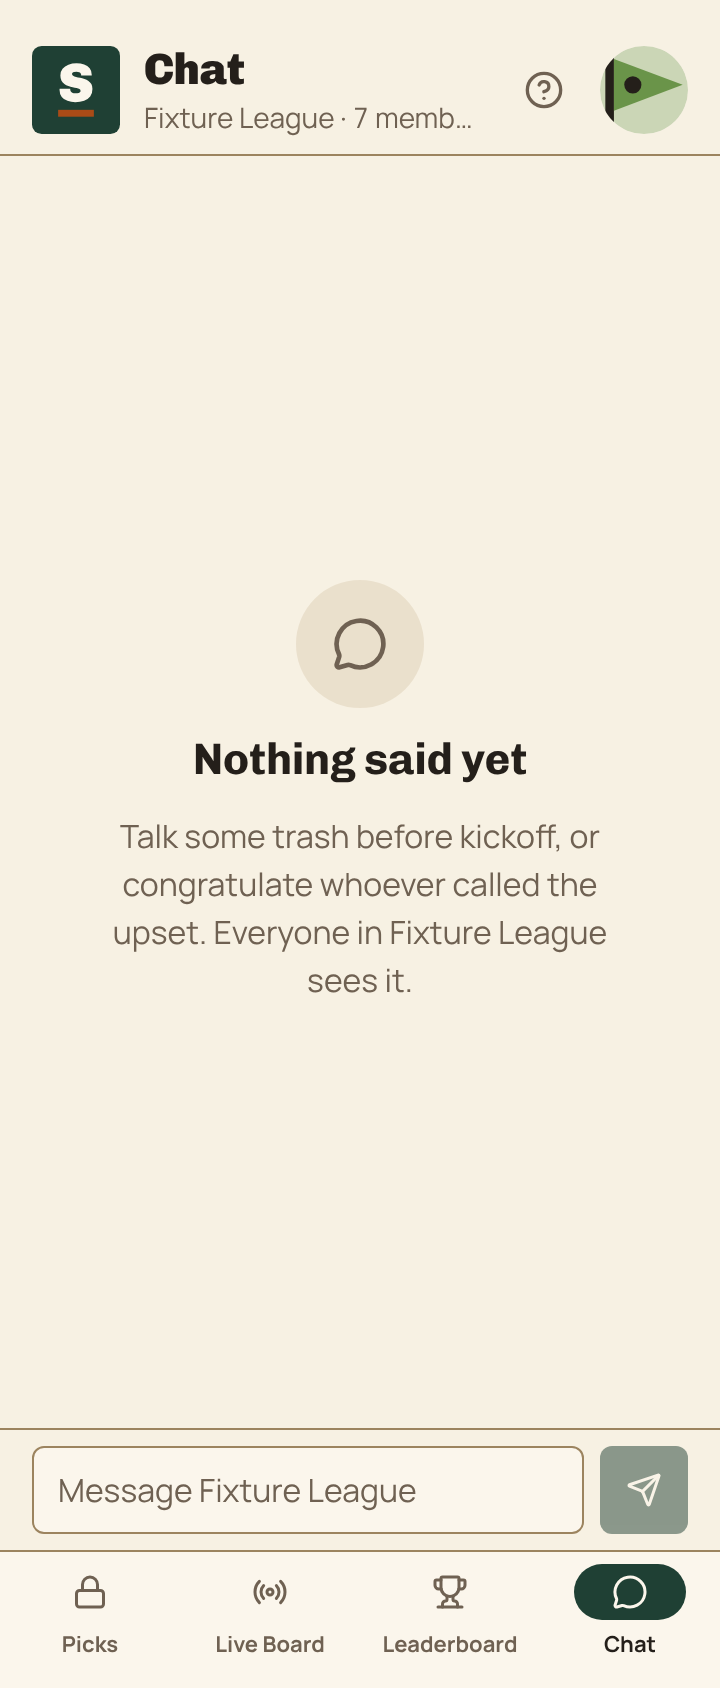 S
Chat
Fixture League · 7 memb...
Nothing said yet
Talk some trash before kickoff, or
congratulate whoever called the
upset. Everyone in Fixture League
sees it.
Message Fixture League
Picks
Live Board
Leaderboard
Chat